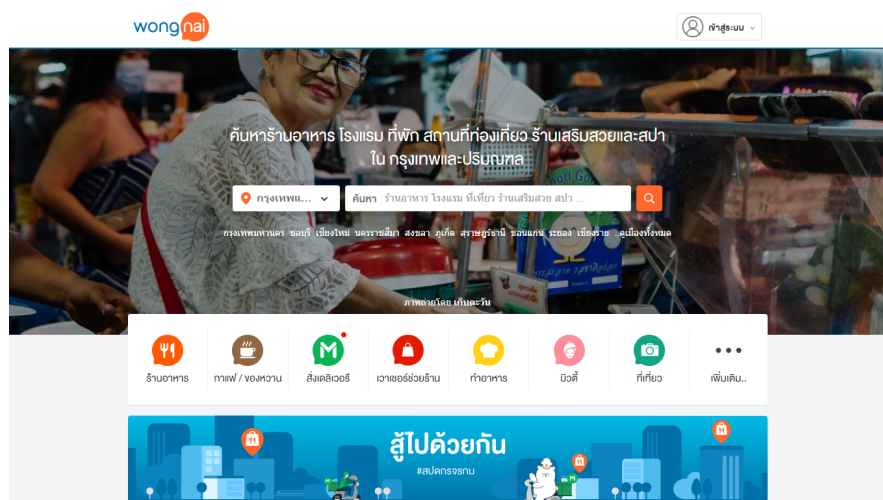 wongnai
เข้าสู่ระบบ
ค้นหาร้านอาหาร โรงแรม ที่พัก สถานที่ท่องเที่ยว ร้านเสริมสวยและสปา
ใน กรุงเทพและปริมณฑล
กรุงเทพแ... ค้นหา ร้านอาหาร โรงแรม ที่เที่ยว ร้านเสริมสวย สปา ...
กรุงเทพมหานคร ชลบุรี เชียงใหม่ นครราชสีมา สงขลา ภูเก็ต สุราษฎร์ธานี ขอนแก่น ระยอง เชียงราย ..ดูเมืองทั้งหมด
ภาพถ่ายโดย เก็บตะวัน
ร้านอาหาร
กาแฟ / ของหวาน
สั่งเดลิเวอรี
เวาเชอร์ช่วยร้าน
ทำอาหาร
บิวตี้
ที่เที่ยว
เพิ่มเติม..
สู้ไปด้วยกัน